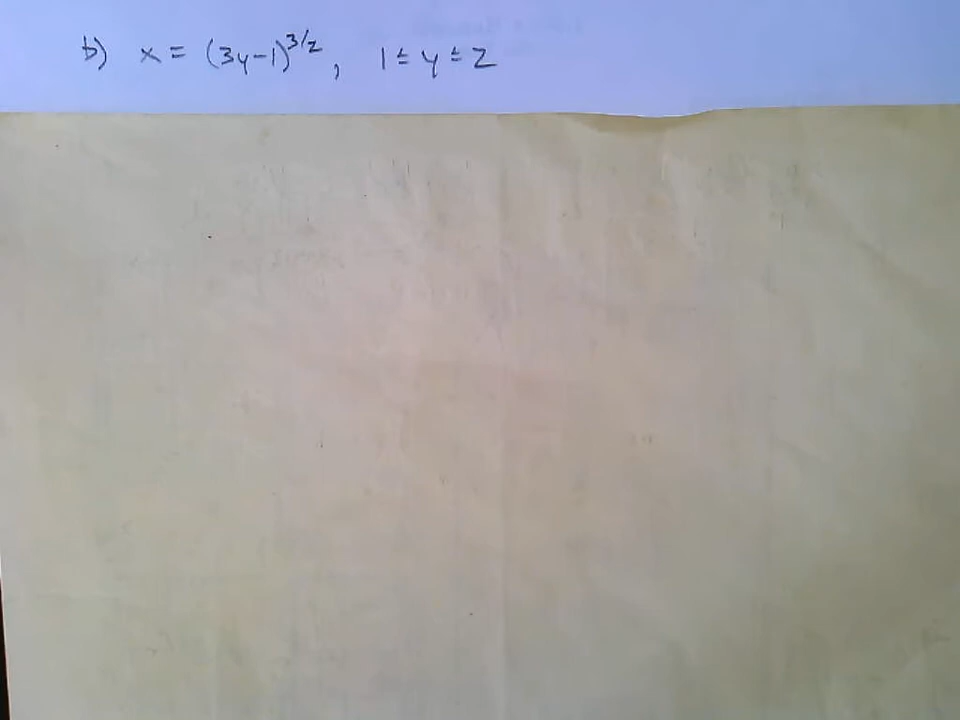 b) x = (3y-1)^3/2, 1 ≤ y ≤ 2